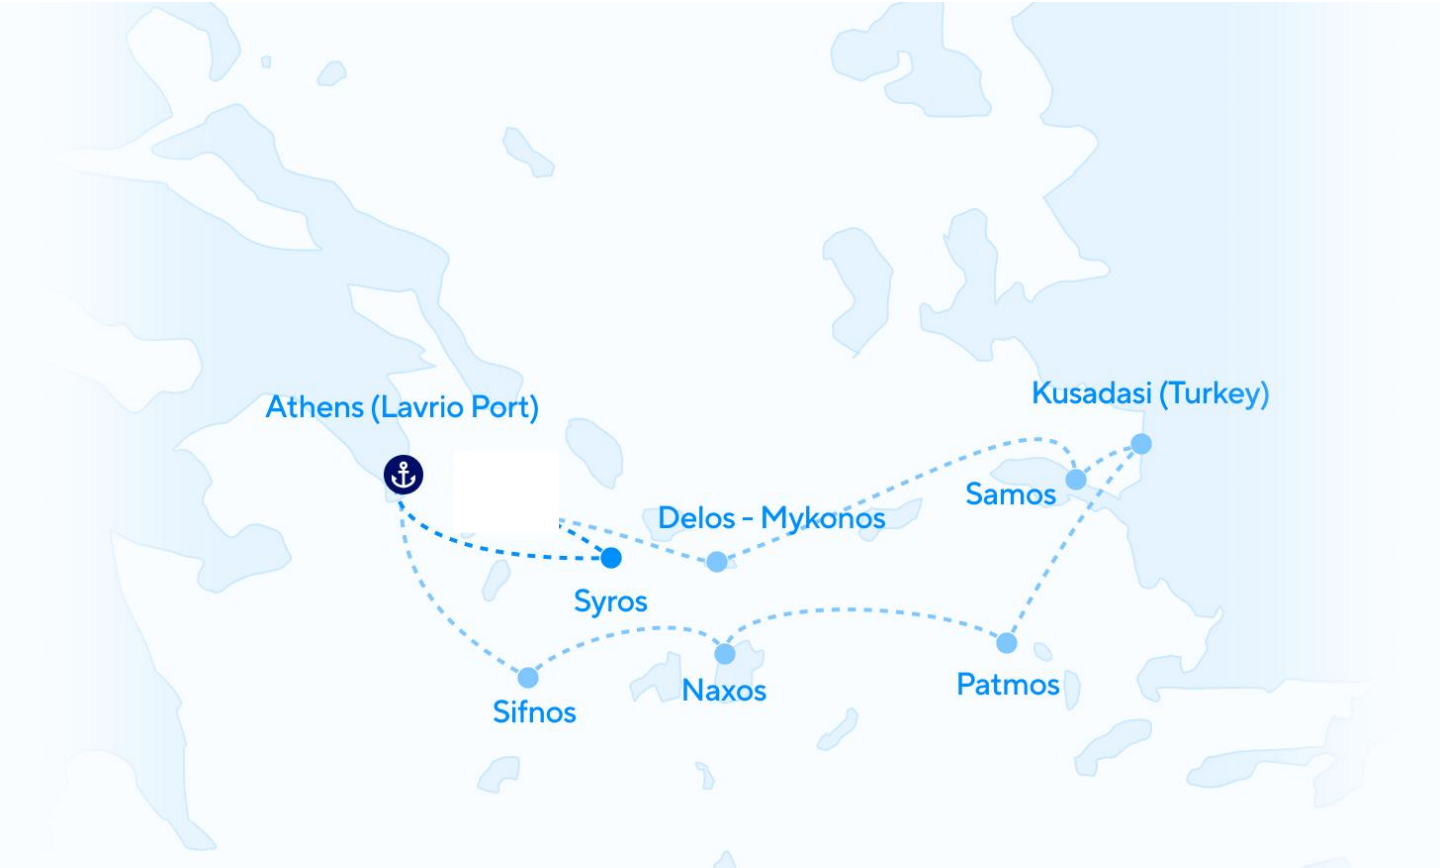 Kusadasi (Turkey)
Athens (Lavrio Port)
Samos
Delos - Mykonos
Syros
Patmos
Naxos
Sifnos